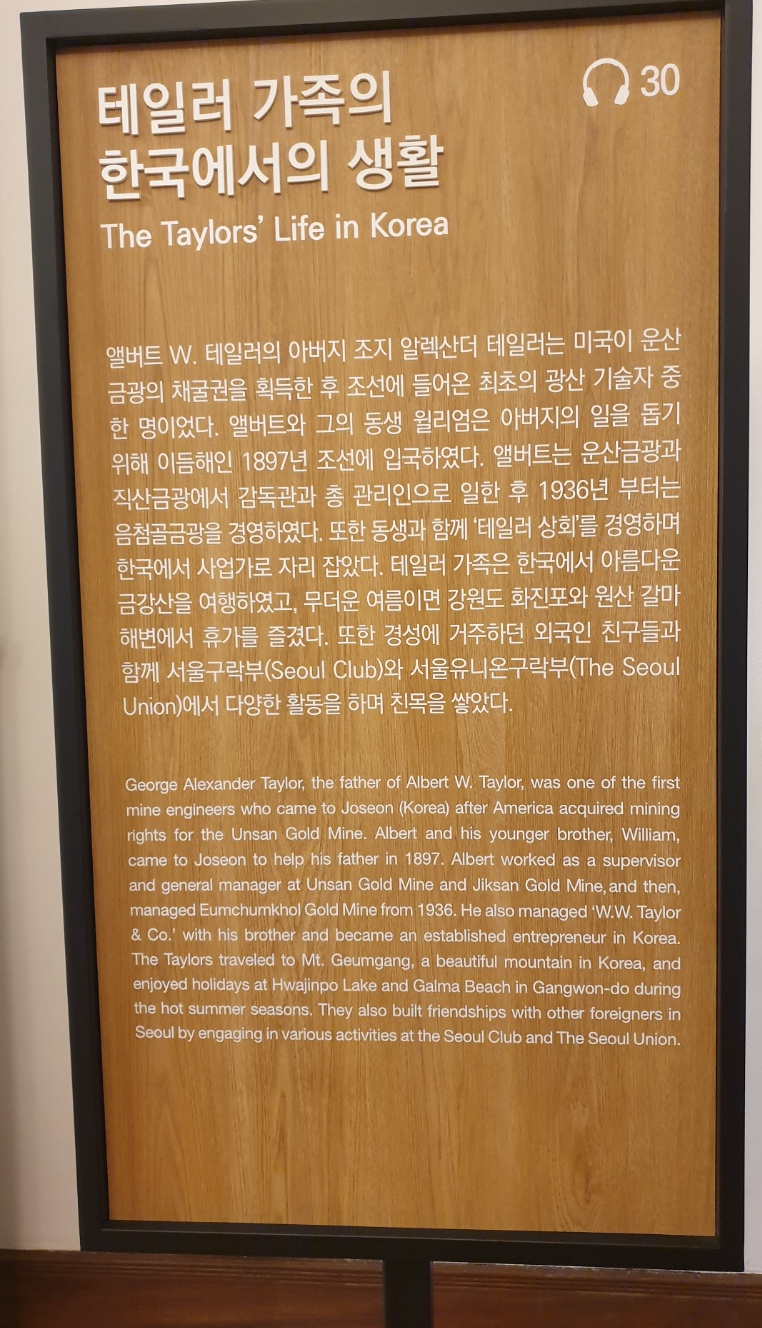 테일러 가족의
한국에서의 생활
30
The Taylors' Life in Korea
앨버트 W. 테일러의 아버지 조지 알렉산더 테일러는 미국이 운산
금광의 채굴권을 획득한 후 조선에 들어온 최초의 광산 기술자 중
한 명이었다. 앨버트와 그의 동생 윌리엄은 아버지의 일을 돕기
위해 이듬해인 1897년 조선에 입국하였다. 앨버트는 운산금광과
직산금광에서 감독관과 총 관리인으로 일한 후 1936년 부터는
음첨골금광을 경영하였다. 또한 동생과 함께 '테일러 상회'를 경영하며
한국에서 사업가로 자리 잡았다. 테일러 가족은 한국에서 아름다운
금강산을 여행하였고, 무더운 여름이면 강원도 화진포와 원산 갈마
해변에서 휴가를 즐겼다. 또한 경성에 거주하던 외국인 친구들과
함께 서울구락부(Seoul Club)와 서울유니온구락부(The Seoul
Union)에서 다양한 활동을 하며 친목을 쌓았다.
George Alexander Taylor, the father of Albert W. Taylor, was one of the first
mine engineers who came to Joseon (Korea) after America acquired mining
rights for the Unsan Gold Mine. Albert and his younger brother, William,
came to Joseon to help his father in 1897. Albert worked as a supervisor
and general manager at Unsan Gold Mine and Jiksan Gold Mine, and then,
managed Eumchumkhol Gold Mine from 1936. He also managed 'W.W. Taylor
& Co.' with his brother and became an established entrepreneur in Korea.
The Taylors traveled to Mt. Geumgang, a beautiful mountain in Korea, and
enjoyed holidays at Hwajinpo Lake and Galma Beach in Gangwon-do during
the hot summer seasons. They also built friendships with other foreigners in
Seoul by engaging in various activities at the Seoul Club and The Seoul Union.